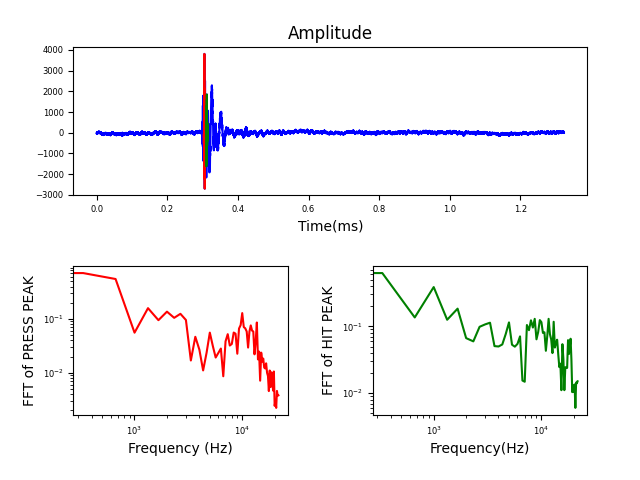 Amplitude
4000
3000
2000
1000
0
−1000
−2000
−3000
0.0 0.2 0.4 0.6 0.8 1.0 1.2
Time(ms)
FFT of PRESS PEAK
10⁻¹
10⁻²
10³ 10⁴
Frequency (Hz)
FFT of HIT PEAK
10⁻¹
10⁻²
10³ 10⁴
Frequency(Hz)